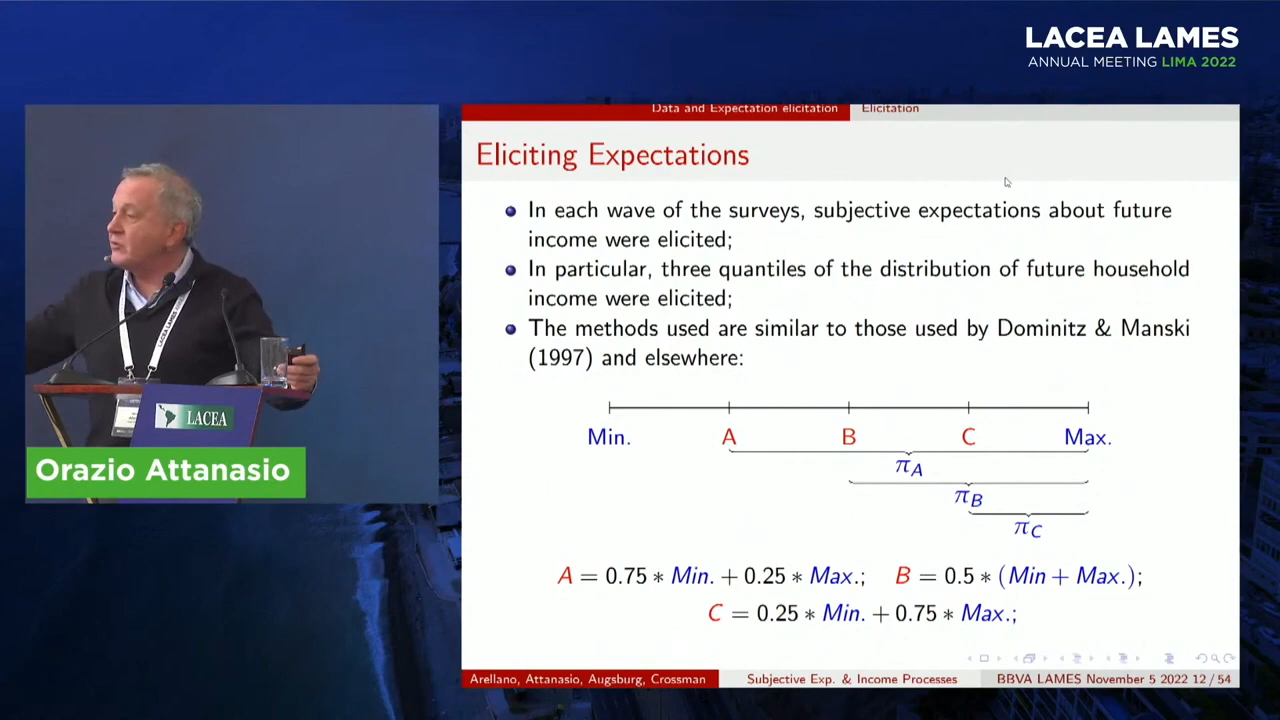 LACEA LAMES
ANNUAL MEETING LIMA 2022
Data and Expectation elicitation Elicitation
Eliciting Expectations
In each wave of the surveys, subjective expectations about future
income were elicited;
In particular, three quantiles of the distribution of future household
income were elicited;
The methods used are similar to those used by Dominitz & Manski
(1997) and elsewhere:
Min. A B C Max.
π_A
π_B
π_C
A = 0.75 * Min. + 0.25 * Max.; B = 0.5 * (Min + Max.);
C = 0.25 * Min. + 0.75 * Max.;
Arellano, Attanasio, Augsburg, Crossman Subjective Exp. & Income Processes BBVA LAMES November 5 2022 12 / 54
LACEA
Orazio Attanasio